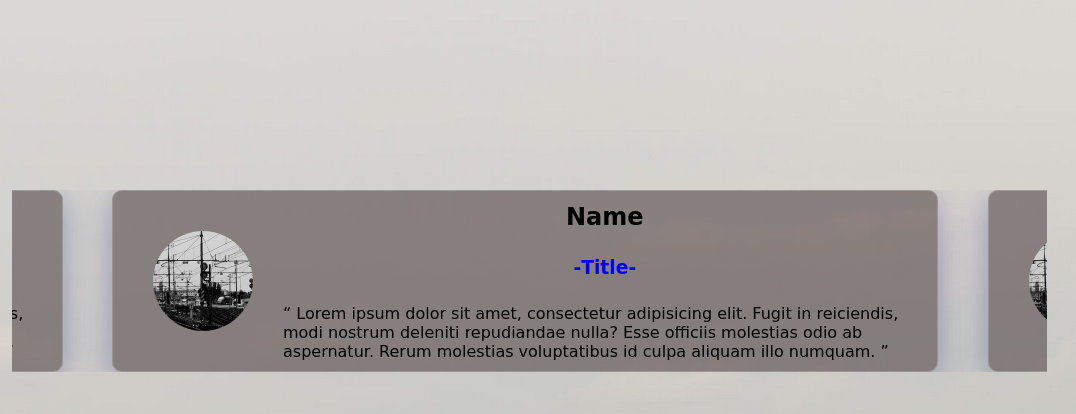 Name
-Title-
s,
“ Lorem ipsum dolor sit amet, consectetur adipisicing elit. Fugit in reiciendis,
modi nostrum deleniti repudiandae nulla? Esse officiis molestias odio ab
aspernatur. Rerum molestias voluptatibus id culpa aliquam illo numquam. ”